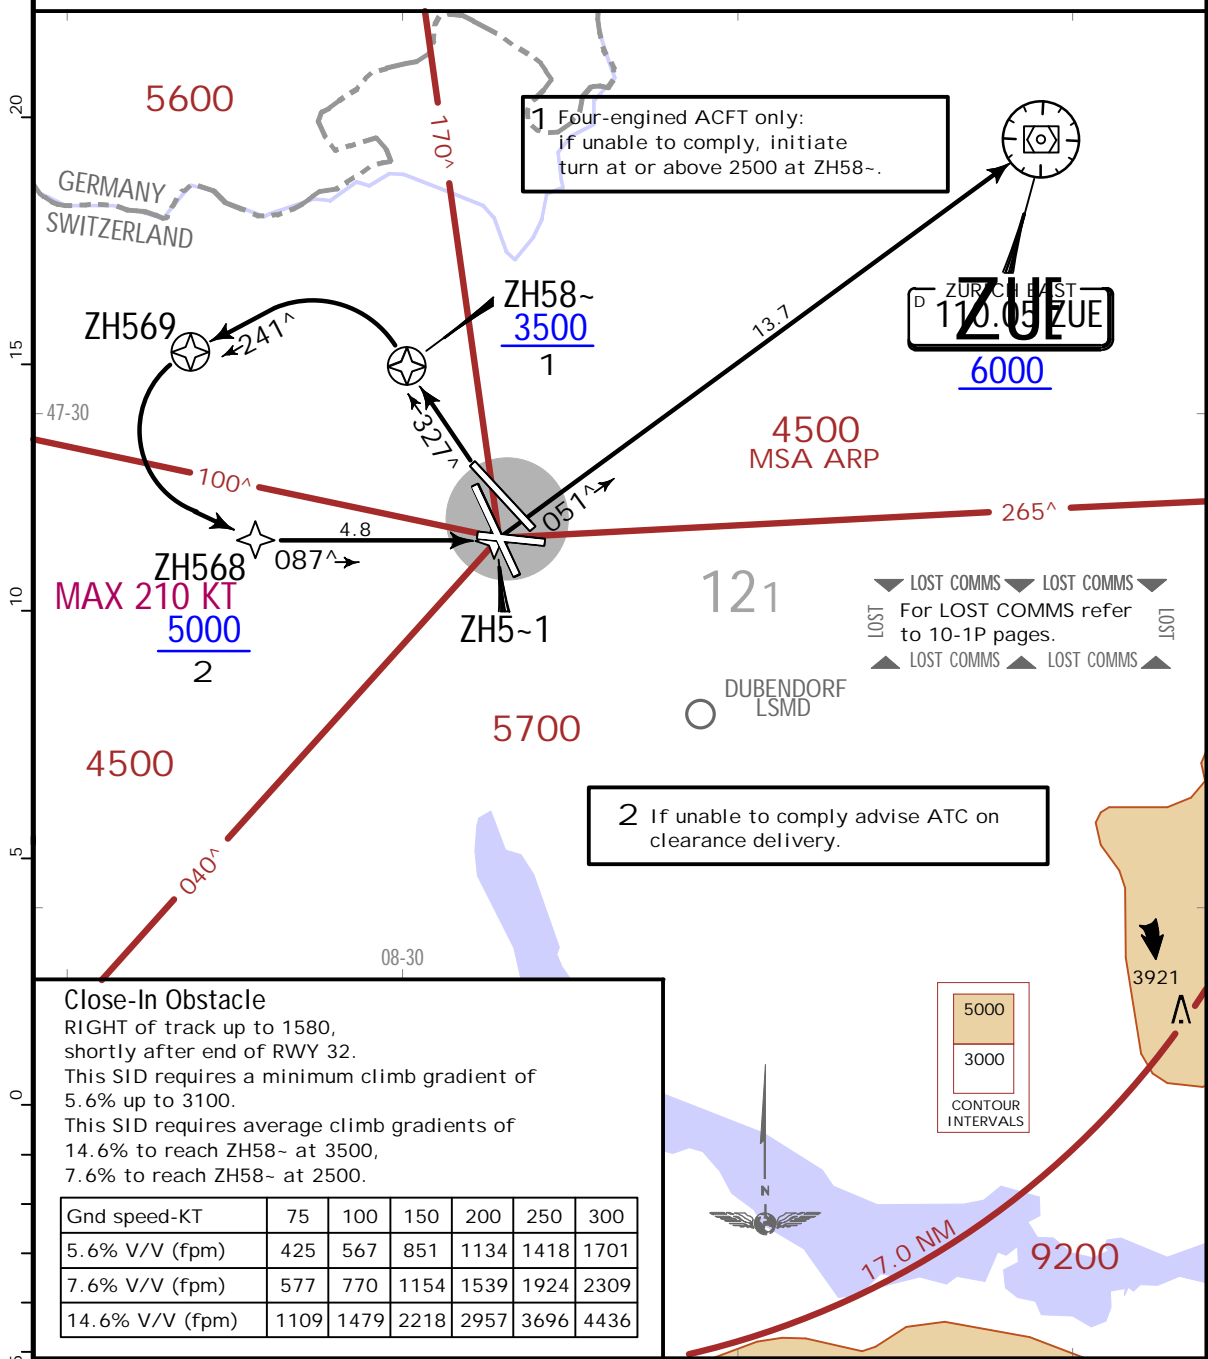 20
15
10
5
0
5600
170^
1 Four-engined ACFT only:
if unable to comply, initiate
turn at or above 2500 at ZH58~.
GERMANY
SWITZERLAND
ZH569
241^
ZH58~
3500
1
13.7
ZURICH EAST
D 110.05 ZUE
ZUE
6000
47-30
327^
4500
MSA ARP
100^
051^
265^
4.8
ZH568
087^
MAX 210 KT
5000
2
ZH5~1
121
LOST COMMS LOST COMMS
LOST
For LOST COMMS refer
to 10-1P pages.
LOST
LOST COMMS LOST COMMS
DUBENDORF
LSMD
5700
4500
040^
2 If unable to comply advise ATC on
clearance delivery.
08-30
3921
Close-In Obstacle
RIGHT of track up to 1580,
shortly after end of RWY 32.
This SID requires a minimum climb gradient of
5.6% up to 3100.
This SID requires average climb gradients of
14.6% to reach ZH58~ at 3500,
7.6% to reach ZH58~ at 2500.
Gnd speed-KT 75 100 150 200 250 300
5.6% V/V (fpm) 425 567 851 1134 1418 1701
7.6% V/V (fpm) 577 770 1154 1539 1924 2309
14.6% V/V (fpm) 1109 1479 2218 2957 3696 4436
5000
3000
CONTOUR
INTERVALS
N
17.0 NM
9200